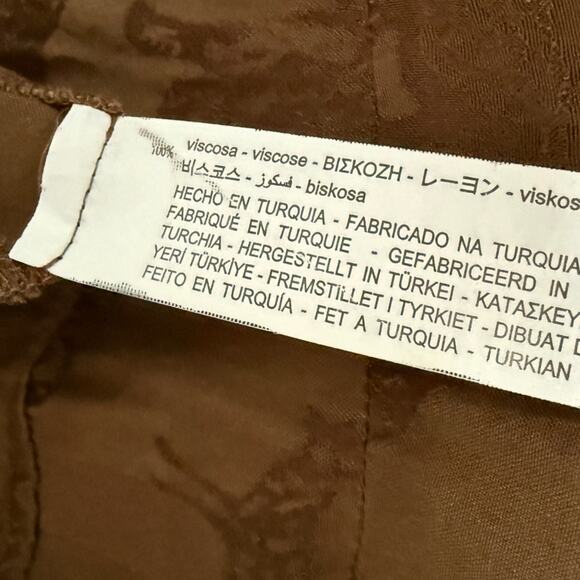 100% viscosa - viscose - ΒΙΣΚΟΖΗ - レーヨン - viskos
비스코스 - فسكوز - biskosa
HECHO EN TURQUIA - FABRICADO NA TURQUIA
FABRIQUÉ EN TURQUIE - GEFABRICEERD IN
TURCHIA - HERGESTELLT IN TÜRKEI - ΚΑΤΑΣΚΕΥ
YERİ TÜRKİYE - FREMSTILLET I TYRKIET - DIBUAT D
FEITO EN TURQUÍA - FET A TURQUIA - TURKIAN